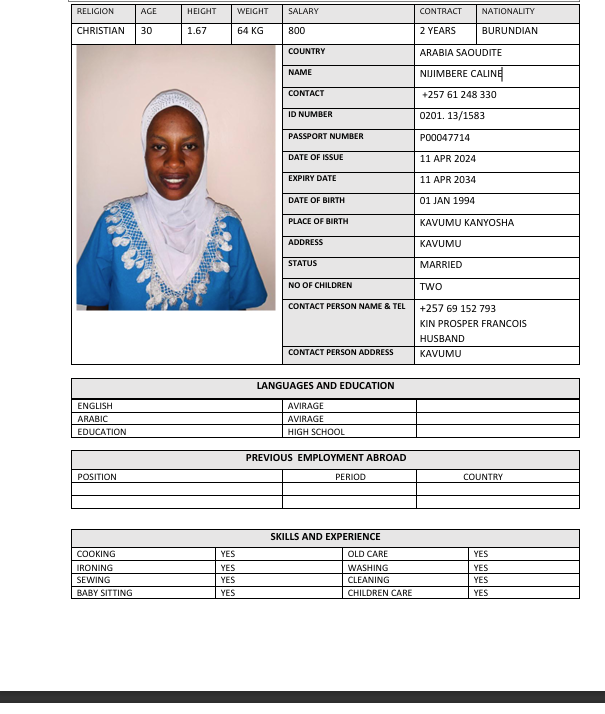 RELIGION AGE HEIGHT WEIGHT SALARY CONTRACT NATIONALITY
CHRISTIAN 30 1.67 64 KG 800 2 YEARS BURUNDIAN
COUNTRY ARABIA SAOUDITE
NAME NIJIMBERE CALINE
CONTACT +257 61 248 330
ID NUMBER 0201. 13/1583
PASSPORT NUMBER P00047714
DATE OF ISSUE 11 APR 2024
EXPIRY DATE 11 APR 2034
DATE OF BIRTH 01 JAN 1994
PLACE OF BIRTH KAVUMU KANYOSHA
ADDRESS KAVUMU
STATUS MARRIED
NO OF CHILDREN TWO
CONTACT PERSON NAME & TEL +257 69 152 793
KIN PROSPER FRANCOIS
HUSBAND
CONTACT PERSON ADDRESS KAVUMU
LANGUAGES AND EDUCATION
ENGLISH AVIRAGE
ARABIC AVIRAGE
EDUCATION HIGH SCHOOL
PREVIOUS EMPLOYMENT ABROAD
POSITION PERIOD COUNTRY
SKILLS AND EXPERIENCE
COOKING YES OLD CARE YES
IRONING YES WASHING YES
SEWING YES CLEANING YES
BABY SITTING YES CHILDREN CARE YES